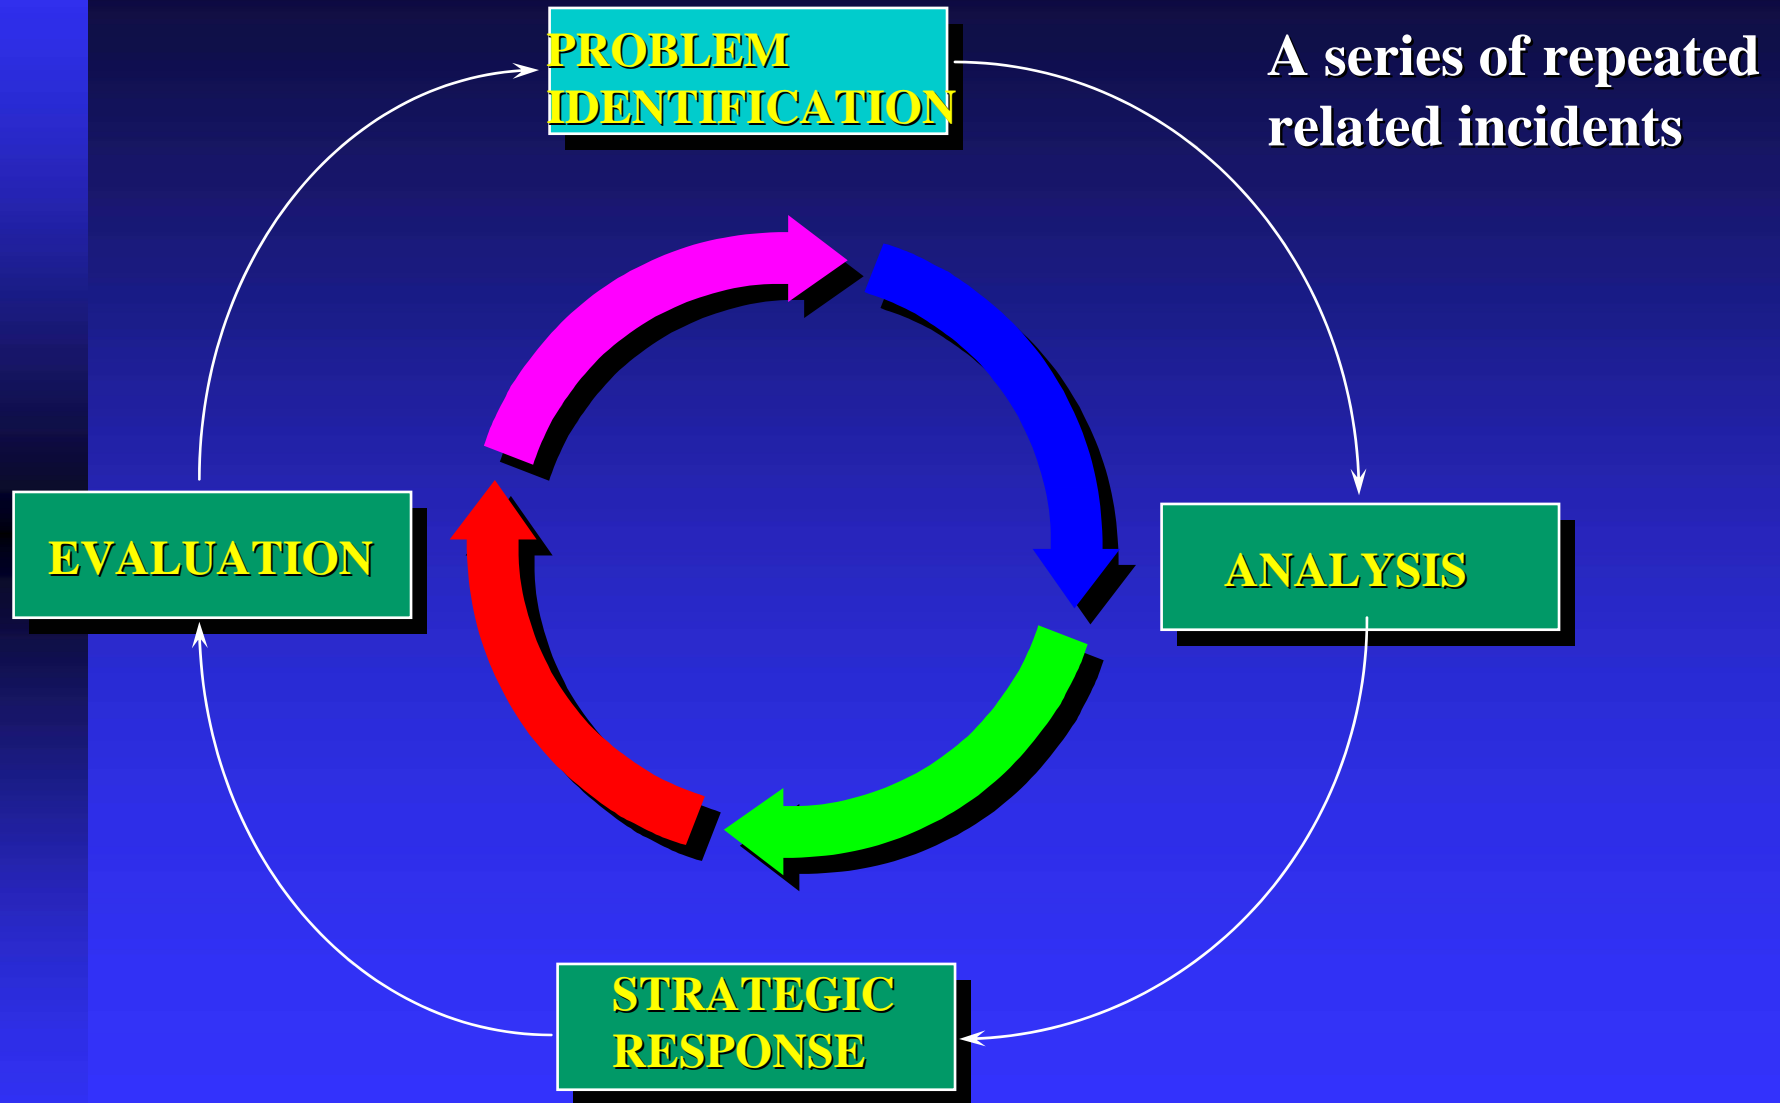 PROBLEM
IDENTIFICATION
A series of repeated
related incidents
EVALUATION
ANALYSIS
STRATEGIC
RESPONSE